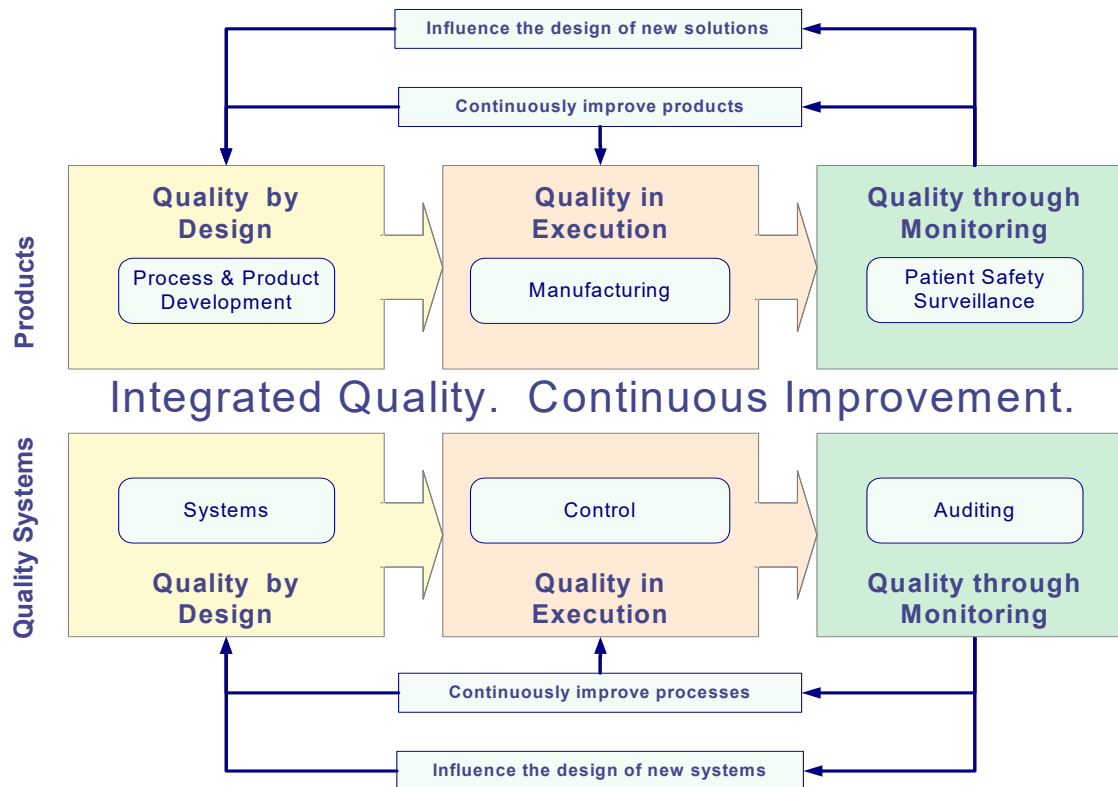 Influence the design of new solutions
Continuously improve products
Products
Quality by
Design
Process & Product
Development
Quality in
Execution
Manufacturing
Quality through
Monitoring
Patient Safety
Surveillance
Integrated Quality. Continuous Improvement.
Quality Systems
Systems
Quality by
Design
Control
Quality in
Execution
Auditing
Quality through
Monitoring
Continuously improve processes
Influence the design of new systems